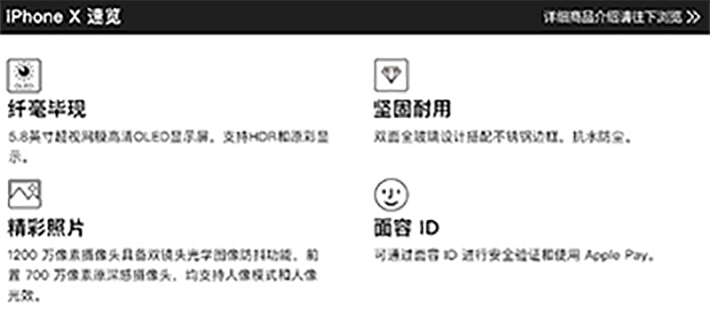 iPhone X 速览
详细商品介绍请往下浏览
OLED
纤毫毕现
5.8英寸超视网膜高清OLED显示屏，支持HDR和原彩显
示。
坚固耐用
双面全玻璃设计搭配不锈钢边框，抗水防尘。
精彩照片
1200 万像素摄像头具备双镜头光学图像防抖功能，前
置 700 万像素原深感摄像头，均支持人像模式和人像
光效。
面容 ID
可通过面容 ID 进行安全验证和使用 Apple Pay。